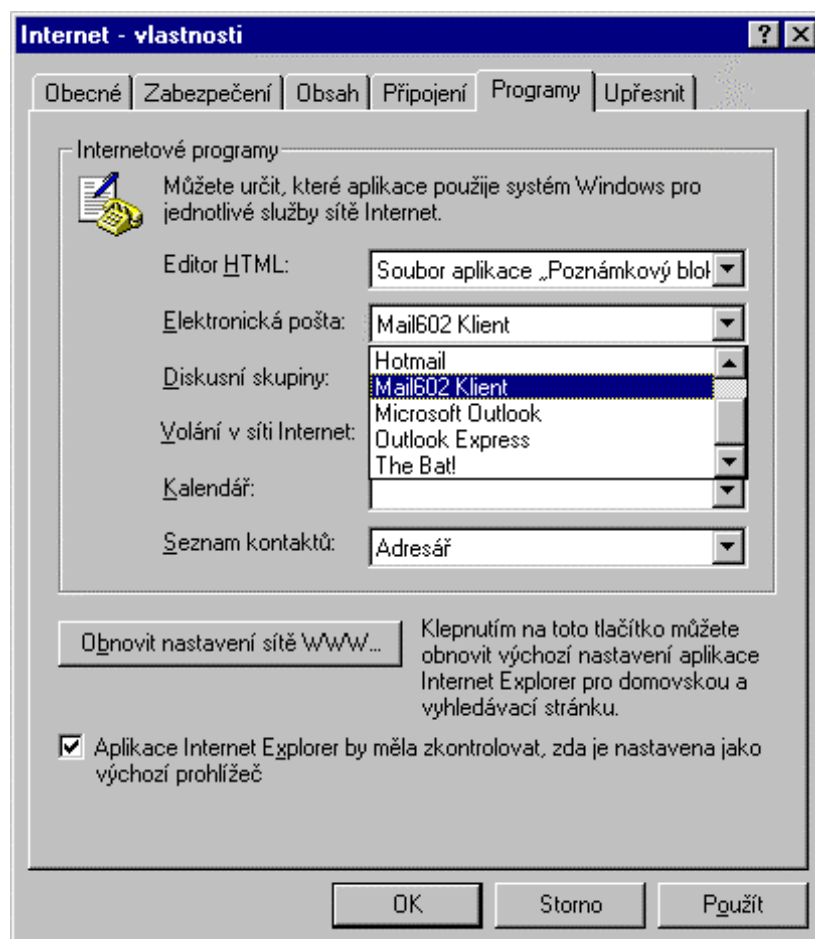 Internet - vlastnosti
Obecné Zabezpečení Obsah Připojení Programy Upřesnit
Internetové programy
Můžete určit, které aplikace použije systém Windows pro
jednotlivé služby sítě Internet.
Editor HTML: Soubor aplikace „Poznámkový blok
Elektronická pošta: Mail602 Klient
Hotmail
Diskusní skupiny: Mail602 Klient
Microsoft Outlook
Volání v síti Internet: Outlook Express
The Bat!
Kalendář:
Seznam kontaktů: Adresář
Obnovit nastavení sítě WWW...
Klepnutím na toto tlačítko můžete
obnovit výchozí nastavení aplikace
Internet Explorer pro domovskou a
vyhledávací stránku.
Aplikace Internet Explorer by měla zkontrolovat, zda je nastavena jako
výchozí prohlížeč
OK Storno Použít